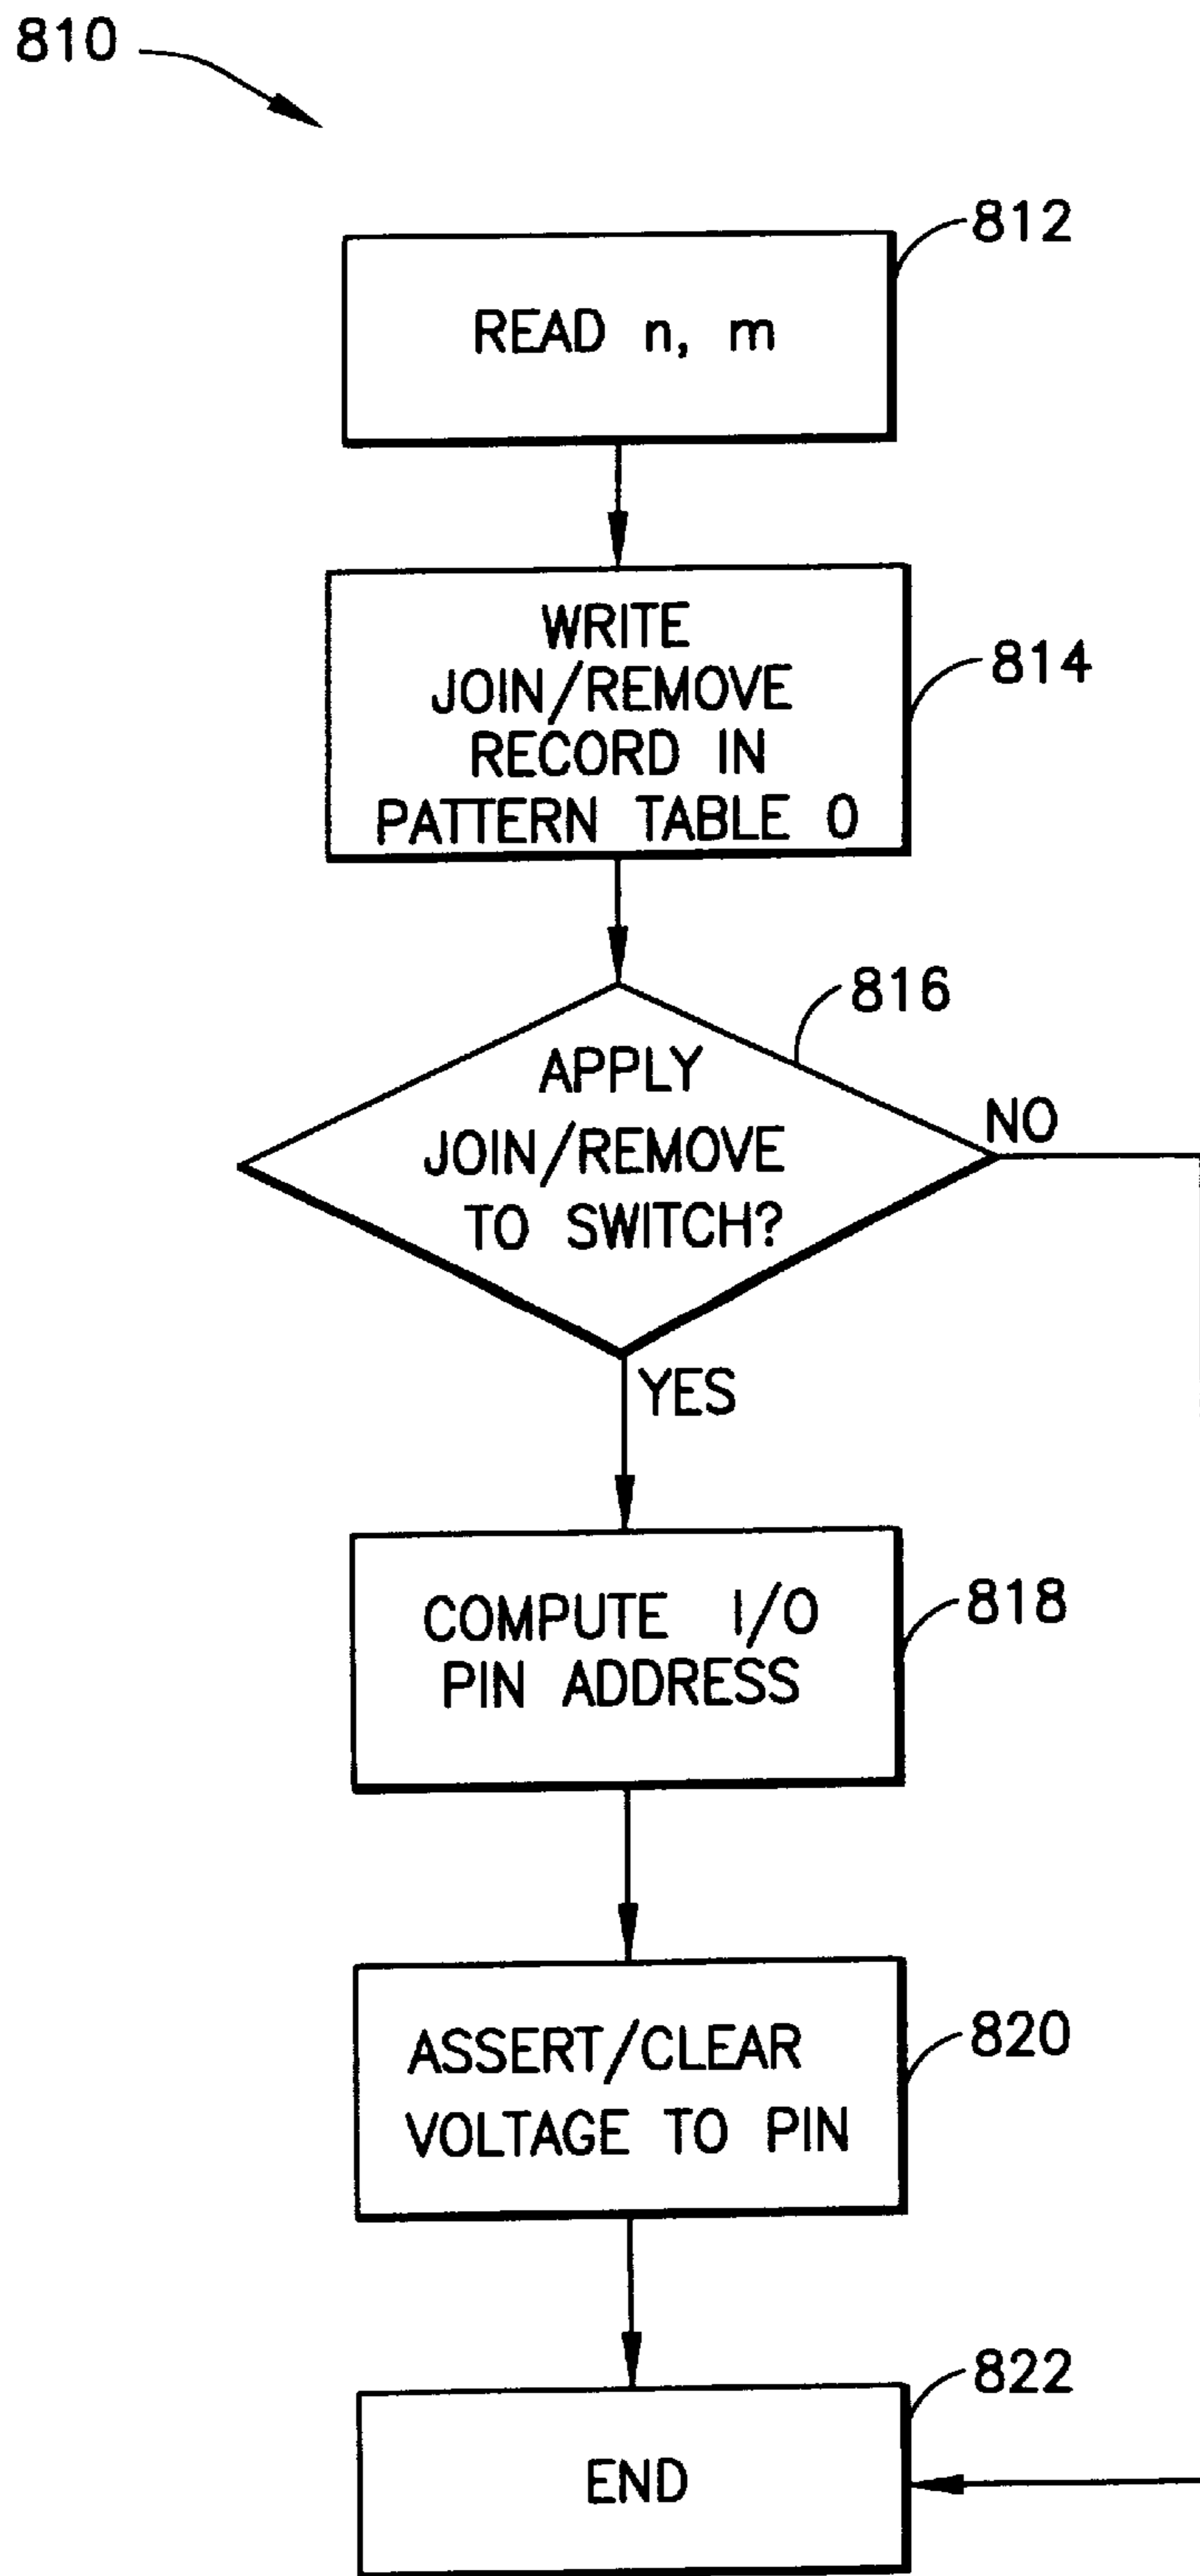 810
812
READ n, m
WRITE
JOIN/REMOVE
RECORD IN
PATTERN TABLE 0
814
816
APPLY
JOIN/REMOVE
TO SWITCH?
NO
YES
COMPUTE I/O
PIN ADDRESS
818
ASSERT/CLEAR
VOLTAGE TO PIN
820
822
END